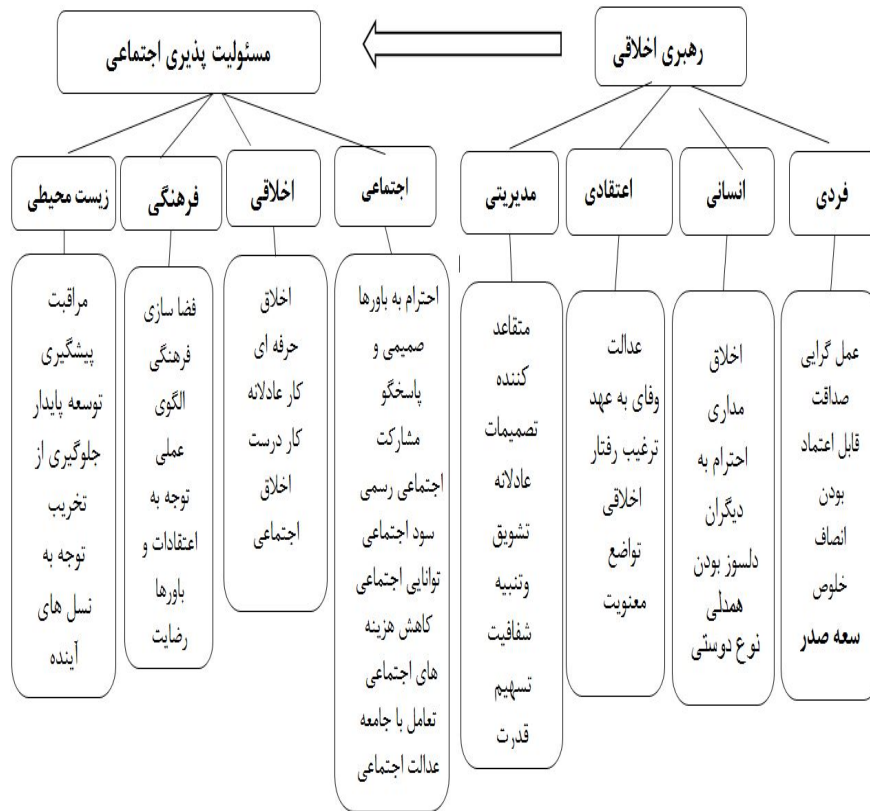 رهبری اخلاقی
مسئولیت پذیری اجتماعی
فردی
انسانی
اعتقادی
مدیریتی
اجتماعی
اخلاقی
فرهنگی
زیست محیطی
عمل گرایی
صداقت
قابل اعتماد
بودن
انصاف
خلوص
سعه صدر
اخلاق
مداری
احترام به
دیگران
دلسوز بودن
همدلی
نوع دوستی
عدالت
وفای به عهد
ترغیب رفتار
اخلاقی
تواضع
معنویت
متقاعد
کننده
تصمیمات
عادلانه
تشویق
وتنبیه
شفافیت
تسهیم
قدرت
احترام به باورها
صمیمی و
پاسخگو
مشارکت
اجتماعی رسمی
سود اجتماعی
توانایی اجتماعی
کاهش هزینه
های اجتماعی
تعامل با جامعه
عدالت اجتماعی
اخلاق
حرفه ای
کار عادلانه
کار درست
اخلاق
اجتماعی
فضا سازی
فرهنگی
الگوی
عملی
توجه به
اعتقادات و
باورها
رضایت
مراقبت
پیشگیری
توسعه پایدار
جلوگیری از
تخریب
توجه به
نسل های
آینده